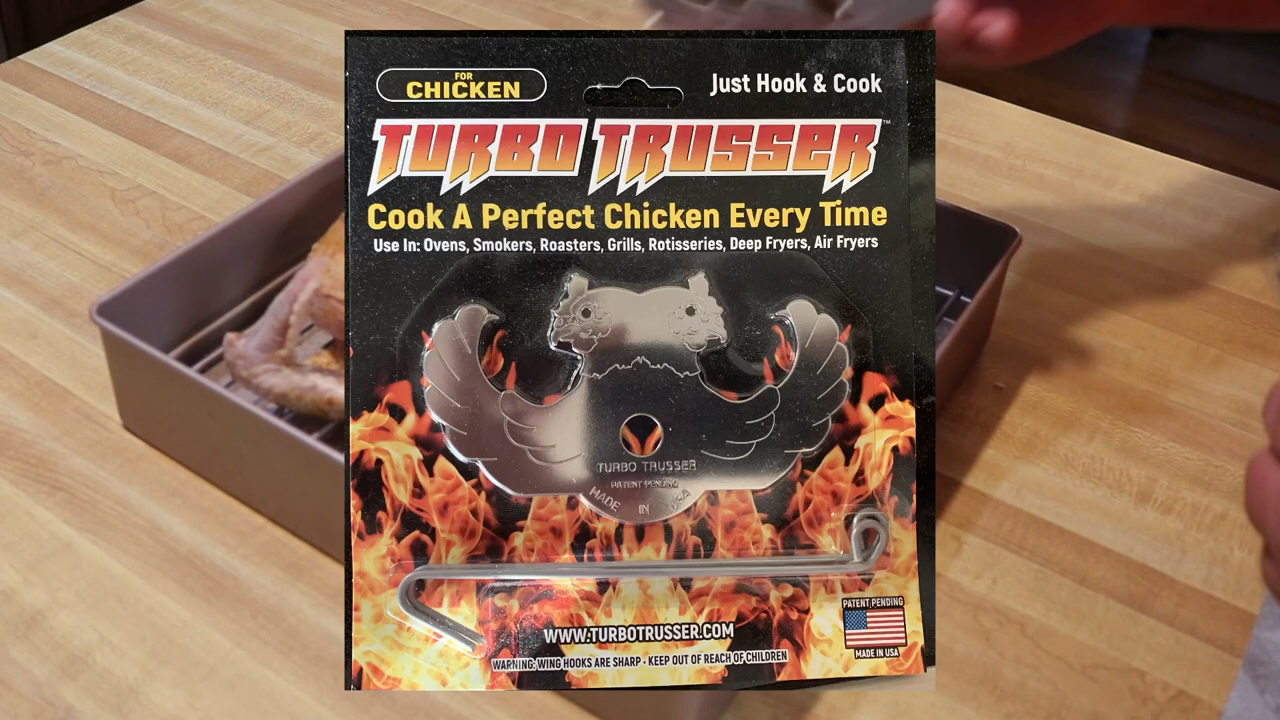 FOR
CHICKEN
Just Hook & Cook
TURBO TRUSSER™
Cook A Perfect Chicken Every Time
Use In: Ovens, Smokers, Roasters, Grills, Rotisseries, Deep Fryers, Air Fryers
TURBO TRUSSER
PATENT PENDING
MADE IN USA
WWW.TURBOTRUSSER.COM
WARNING: WING HOOKS ARE SHARP - KEEP OUT OF REACH OF CHILDREN
PATENT PENDING
MADE IN USA